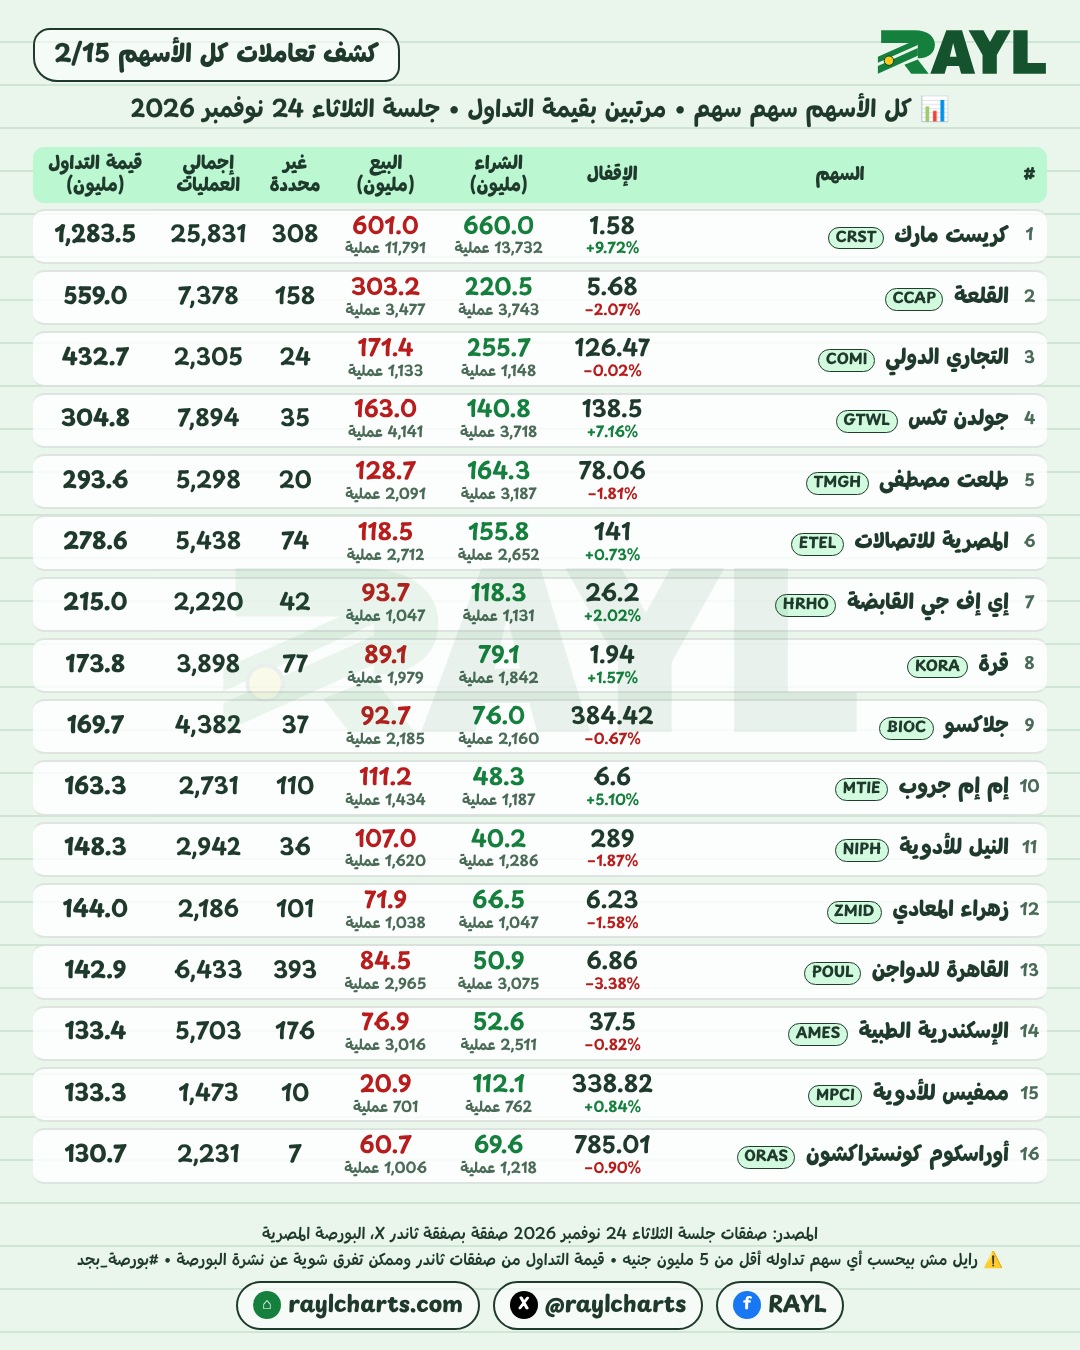 RAYL
كشف تعاملات كل الأسهم 2/15
📊 كل الأسهم سهم سهم • مرتبين بقيمة التداول • جلسة الثلاثاء 24 نوفمبر 2026
# السهم الإقفال الشراء (مليون) البيع (مليون) غير محددة إجمالي العمليات قيمة التداول (مليون)
1 كريست مارك CRST 1.58 660.0 601.0 308 25,831 1,283.5
+9.72% 13,732 عملية 11,791 عملية
2 القلعة CCAP 5.68 220.5 303.2 158 7,378 559.0
−2.07% 3,743 عملية 3,477 عملية
3 التجاري الدولي COMI 126.47 255.7 171.4 24 2,305 432.7
−0.02% 1,148 عملية 1,133 عملية
4 جولدن تكس GTWL 138.5 140.8 163.0 35 7,894 304.8
+7.16% 3,718 عملية 4,141 عملية
5 طلعت مصطفى TMGH 78.06 164.3 128.7 20 5,298 293.6
−1.81% 3,187 عملية 2,091 عملية
6 المصرية للاتصالات ETEL 141 155.8 118.5 74 5,438 278.6
+0.73% 2,652 عملية 2,712 عملية
7 إي إف جي القابضة HRHO 26.2 118.3 93.7 42 2,220 215.0
+2.02% 1,131 عملية 1,047 عملية
8 قرة KORA 1.94 79.1 89.1 77 3,898 173.8
+1.57% 1,842 عملية 1,979 عملية
9 جلاكسو BIOC 384.42 76.0 92.7 37 4,382 169.7
−0.67% 2,160 عملية 2,185 عملية
10 إم إم جروب MTIE 6.6 48.3 111.2 110 2,731 163.3
+5.10% 1,187 عملية 1,434 عملية
11 النيل للأدوية NIPH 289 40.2 107.0 36 2,942 148.3
−1.87% 1,286 عملية 1,620 عملية
12 زهراء المعادي ZMID 6.23 66.5 71.9 101 2,186 144.0
−1.58% 1,047 عملية 1,038 عملية
13 القاهرة للدواجن POUL 6.86 50.9 84.5 393 6,433 142.9
−3.38% 3,075 عملية 2,965 عملية
14 الإسكندرية الطبية AMES 37.5 52.6 76.9 176 5,703 133.4
−0.82% 2,511 عملية 3,016 عملية
15 ممفيس للأدوية MPCI 338.82 112.1 20.9 10 1,473 133.3
+0.84% 762 عملية 701 عملية
16 أوراسكوم كونستراكشون ORAS 785.01 69.6 60.7 7 2,231 130.7
−0.90% 1,218 عملية 1,006 عملية
المصدر: صفقات جلسة الثلاثاء 24 نوفمبر 2026 صفقة بصفقة ثاندر X، البورصة المصرية
⚠️ رايل مش بيحسب أي سهم تداوله أقل من 5 مليون جنيه • قيمة التداول من صفقات ثاندر وممكن تفرق شوية عن نشرة البورصة • #بورصة_بجد
raylcharts.com X @raylcharts f RAYL